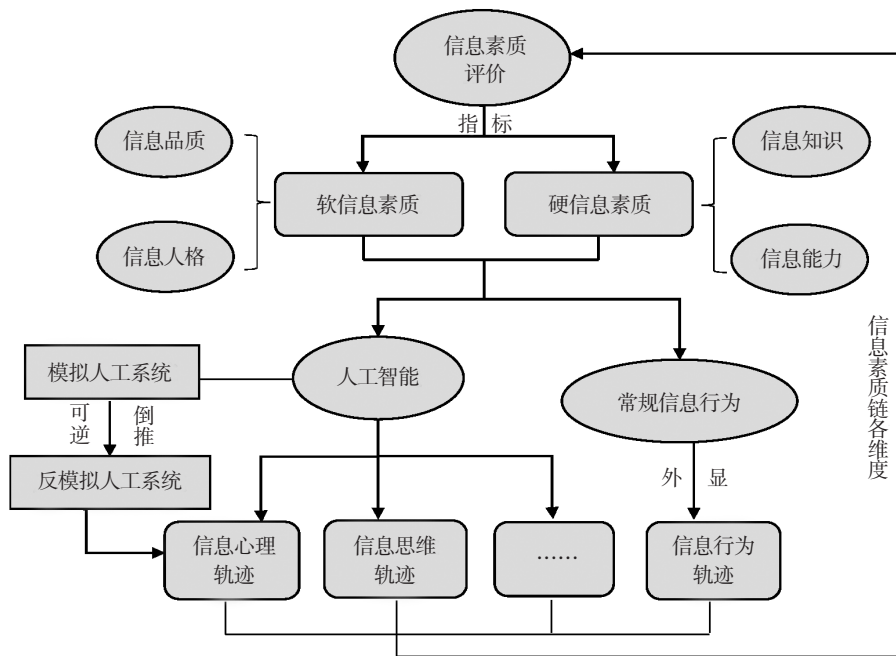 信息素质
评价
指 标
信息品质
信息知识
软信息素质
硬信息素质
信息人格
信息能力
信息素质链各维度
模拟人工系统
人工智能
常规信息行为
可逆
倒推
反模拟人工系统
外 显
信息心理
轨迹
信息思维
轨迹
……
信息行为
轨迹